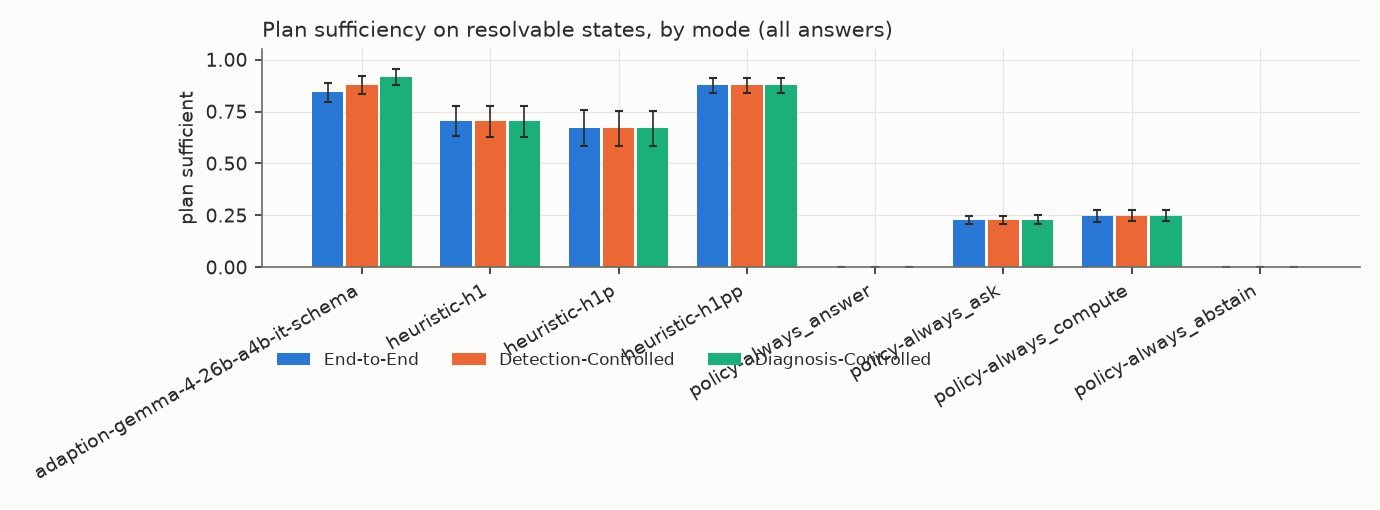 Plan sufficiency on resolvable states, by mode (all answers)
plan sufficient
1.00
0.75
0.50
0.25
0.00
adaption-gemma-4-26b-a4b-it-schema
heuristic-h1
heuristic-h1p
heuristic-h1pp
policy-always_answer
policy-always_ask
policy-always_compute
policy-always_abstain
End-to-End
Detection-Controlled
Diagnosis-Controlled